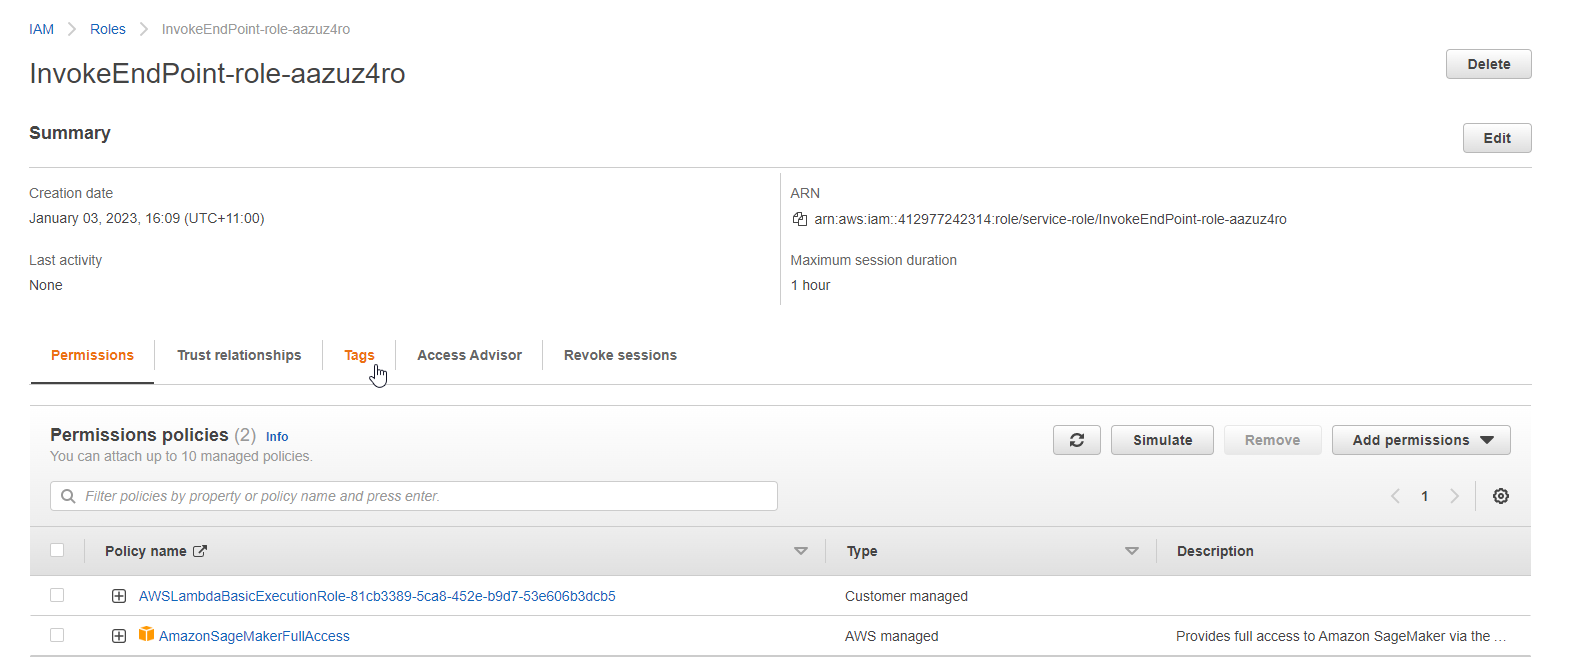 IAM Roles InvokeEndPoint-role-aazuz4ro
InvokeEndPoint-role-aazuz4ro
Delete
Summary
Edit
Creation date
January 03, 2023, 16:09 (UTC+11:00)
ARN
arn:aws:iam::412977242314:role/service-role/InvokeEndPoint-role-aazuz4ro
Last activity
None
Maximum session duration
1 hour
Permissions Trust relationships Tags Access Advisor Revoke sessions
Permissions policies (2) Info
You can attach up to 10 managed policies.
Simulate Remove Add permissions
Filter policies by property or policy name and press enter.
1
Policy name Type Description
AWSLambdaBasicExecutionRole-81cb3389-5ca8-452e-b9d7-53e606b3dcb5 Customer managed
AmazonSageMakerFullAccess AWS managed Provides full access to Amazon SageMaker via the ...